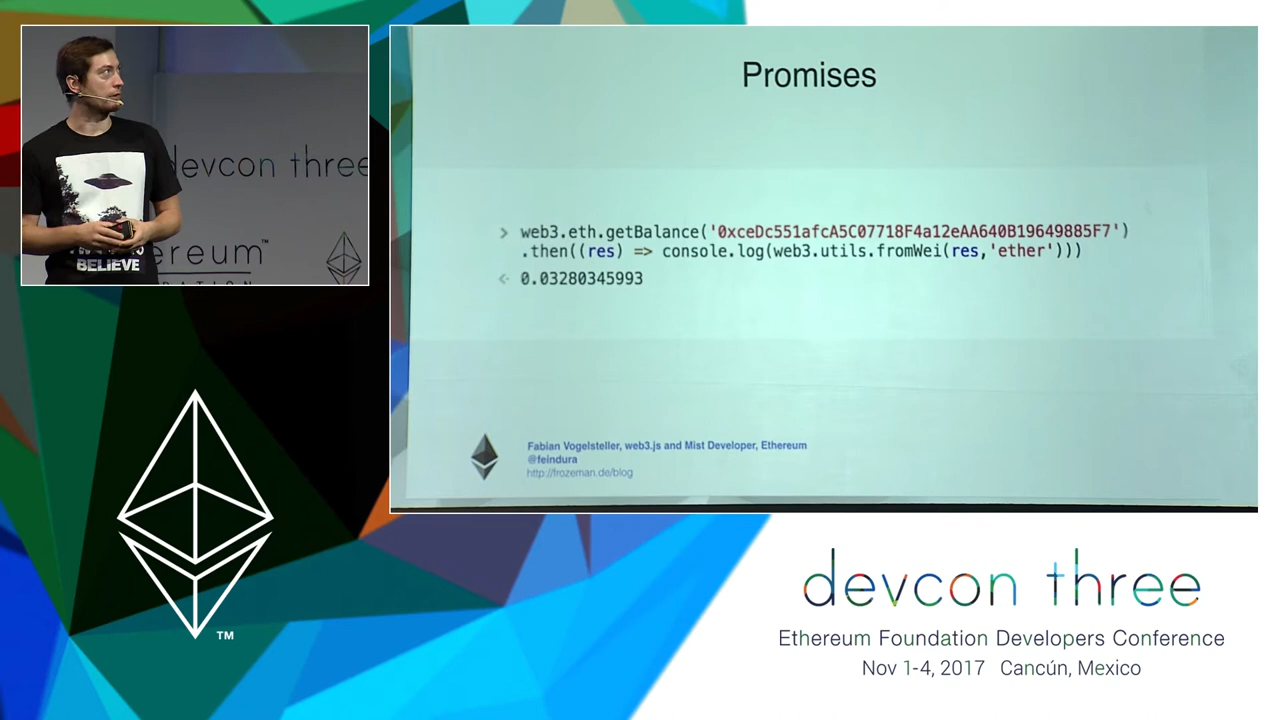 devcon three
ereum™
BELIEVE
Promises
> web3.eth.getBalance('0xceDc551afcA5C07718F4a12eAA640B19649885F7')
.then((res) => console.log(web3.utils.fromWei(res,'ether')))
0.03280345993
Fabian Vogelsteller, web3.js and Mist Developer, Ethereum
@feindura
http://frozeman.de/blog
TM
devcon three
Ethereum Foundation Developers Conference
Nov 1-4, 2017 Cancún, Mexico